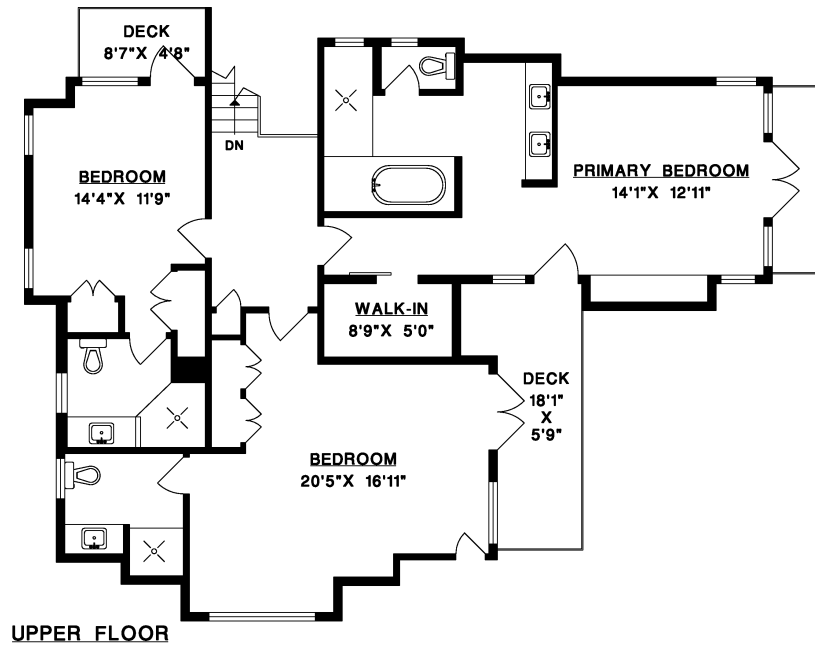 DECK
8'7"X 4'8"
DN
BEDROOM
14'4"X 11'9"
PRIMARY BEDROOM
14'1"X 12'11"
WALK-IN
8'9"X 5'0"
DECK
18'1"
X
5'9"
BEDROOM
20'5"X 16'11"
UPPER FLOOR